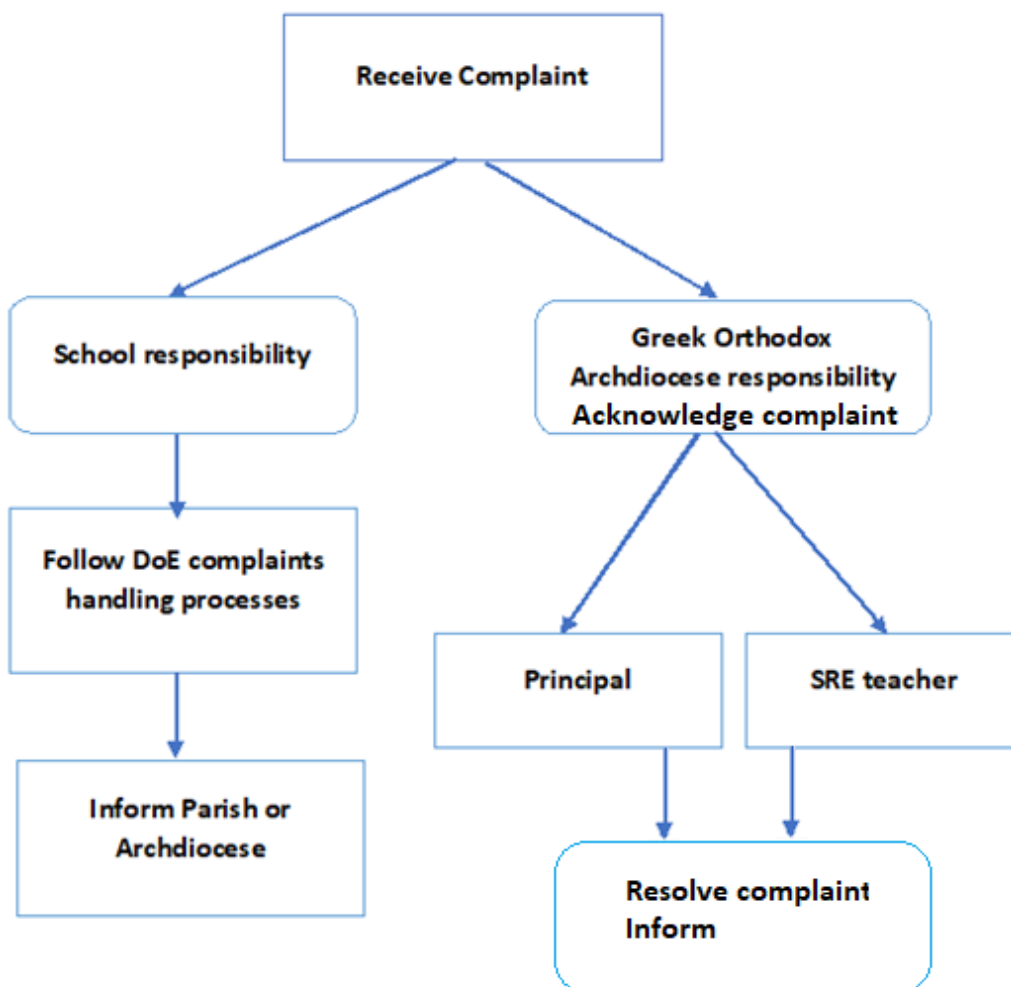 Receive Complaint
School responsibility
Greek Orthodox
Archdiocese responsibility
Acknowledge complaint
Follow DoE complaints
handling processes
Principal
SRE teacher
Inform Parish or
Archdiocese
Resolve complaint
Inform